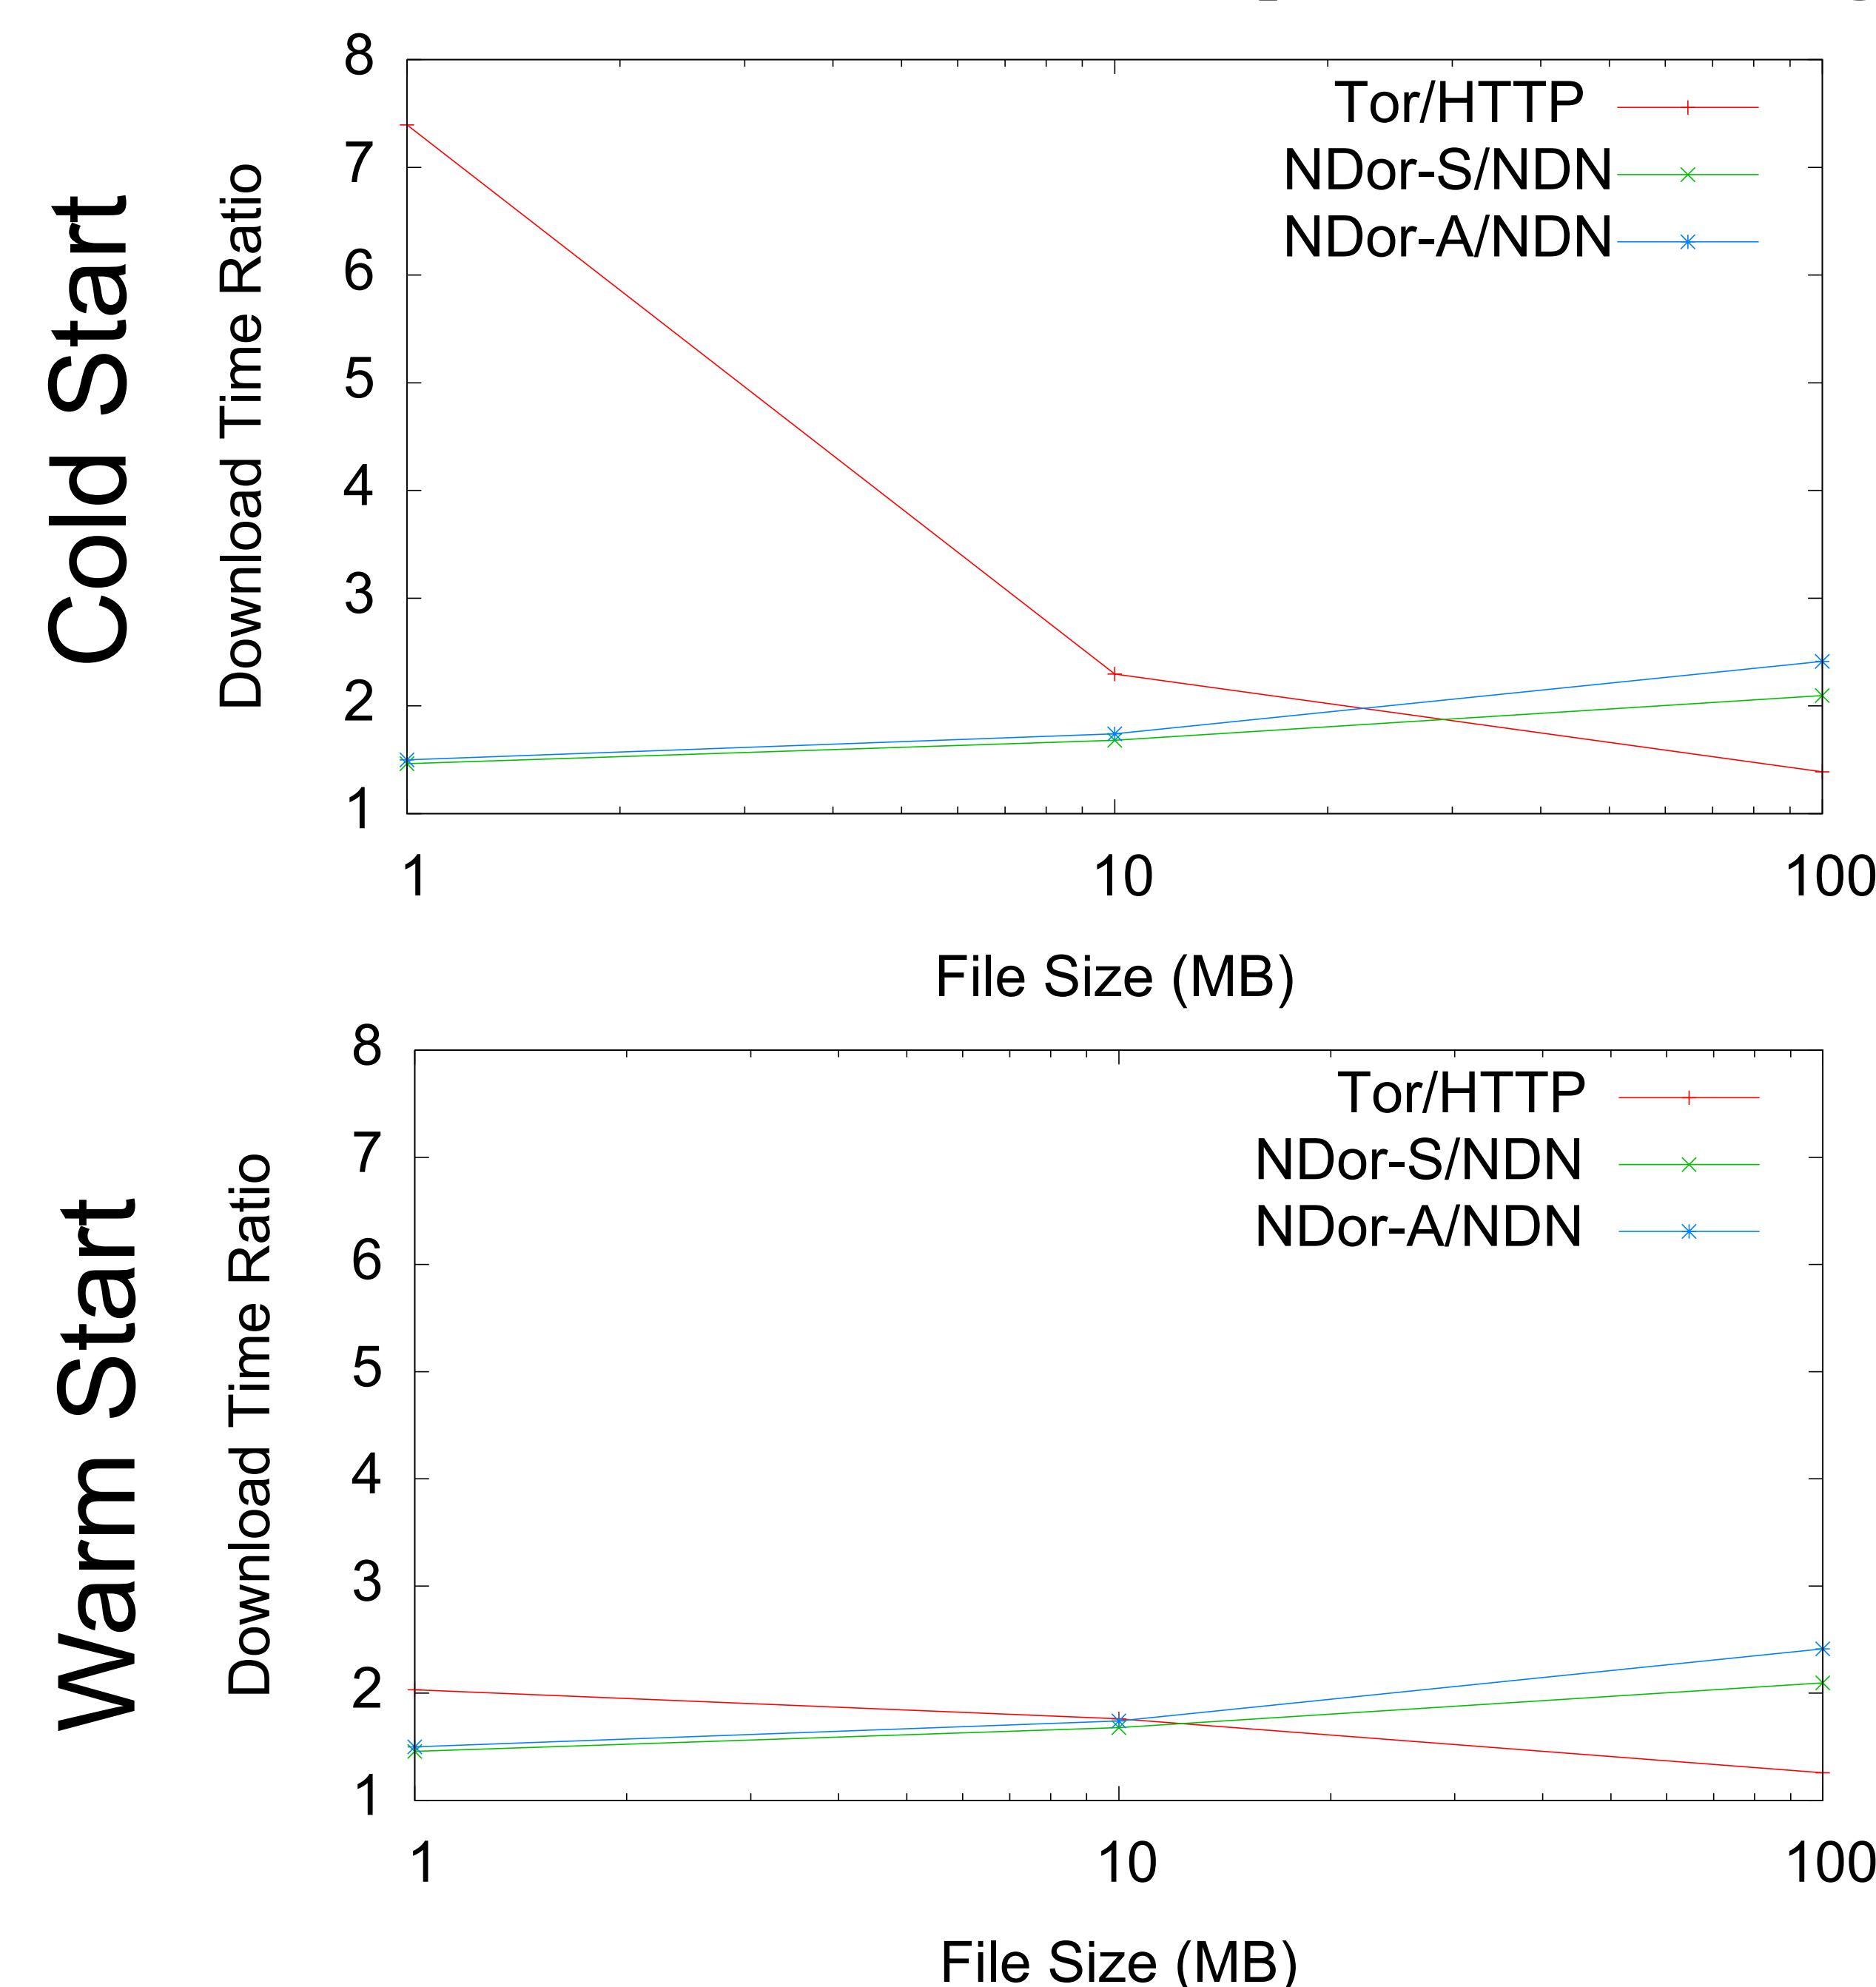 Cold Start
Download Time Ratio
8
7
6
5
4
3
2
1
Tor/HTTP
NDor-S/NDN
NDor-A/NDN
1 10 100
File Size (MB)
Warm Start
Download Time Ratio
8
7
6
5
4
3
2
1
Tor/HTTP
NDor-S/NDN
NDor-A/NDN
1 10 100
File Size (MB)